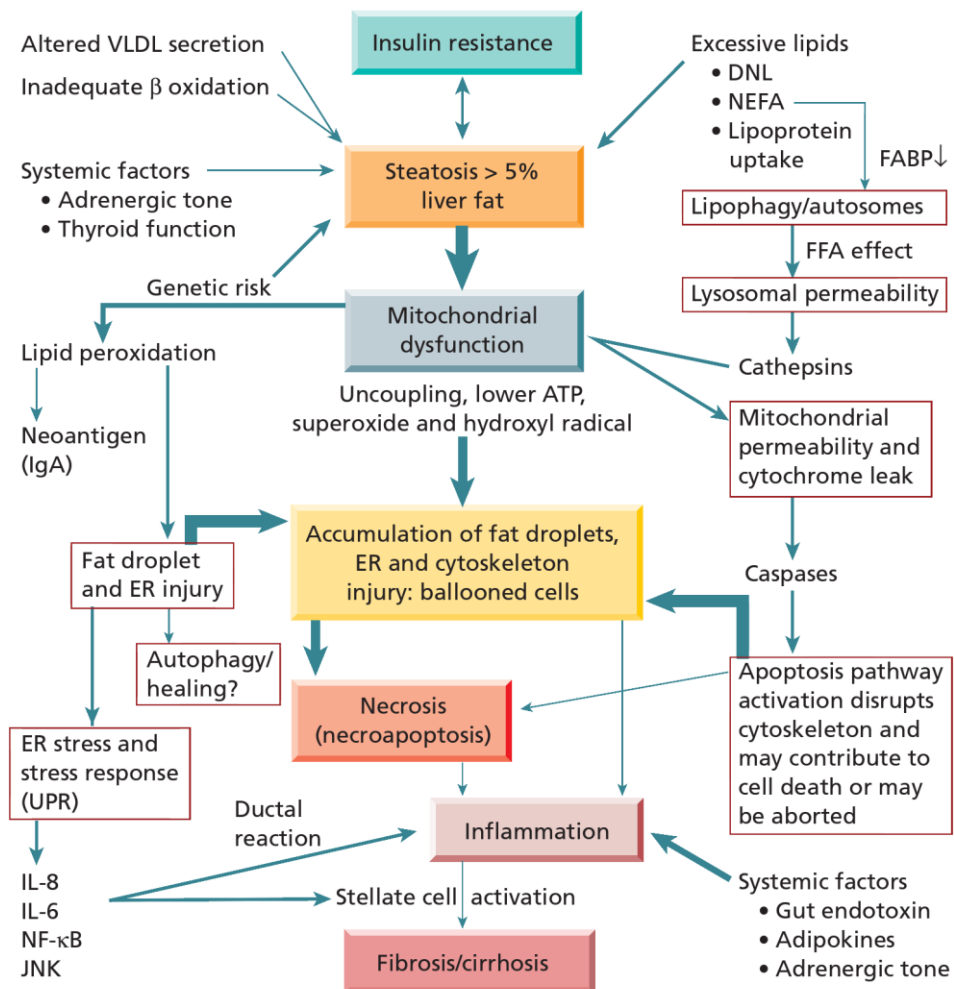 Altered VLDL secretion
Inadequate β oxidation
Insulin resistance
Excessive lipids
• DNL
• NEFA
• Lipoprotein
uptake
FABP↓
Systemic factors
• Adrenergic tone
• Thyroid function
Steatosis > 5%
liver fat
Lipophagy/autosomes
FFA effect
Genetic risk
Lysosomal permeability
Mitochondrial
dysfunction
Lipid peroxidation
Cathepsins
Uncoupling, lower ATP,
superoxide and hydroxyl radical
Neoantigen
(IgA)
Mitochondrial
permeability and
cytochrome leak
Accumulation of fat droplets,
ER and cytoskeleton
injury: ballooned cells
Fat droplet
and ER injury
Caspases
Autophagy/
healing?
Necrosis
(necroapoptosis)
Apoptosis pathway
activation disrupts
cytoskeleton and
may contribute to
cell death or may
be aborted
ER stress and
stress response
(UPR)
Ductal
reaction
Inflammation
IL-8
IL-6
NF-κB
JNK
Stellate cell activation
Systemic factors
• Gut endotoxin
• Adipokines
• Adrenergic tone
Fibrosis/cirrhosis